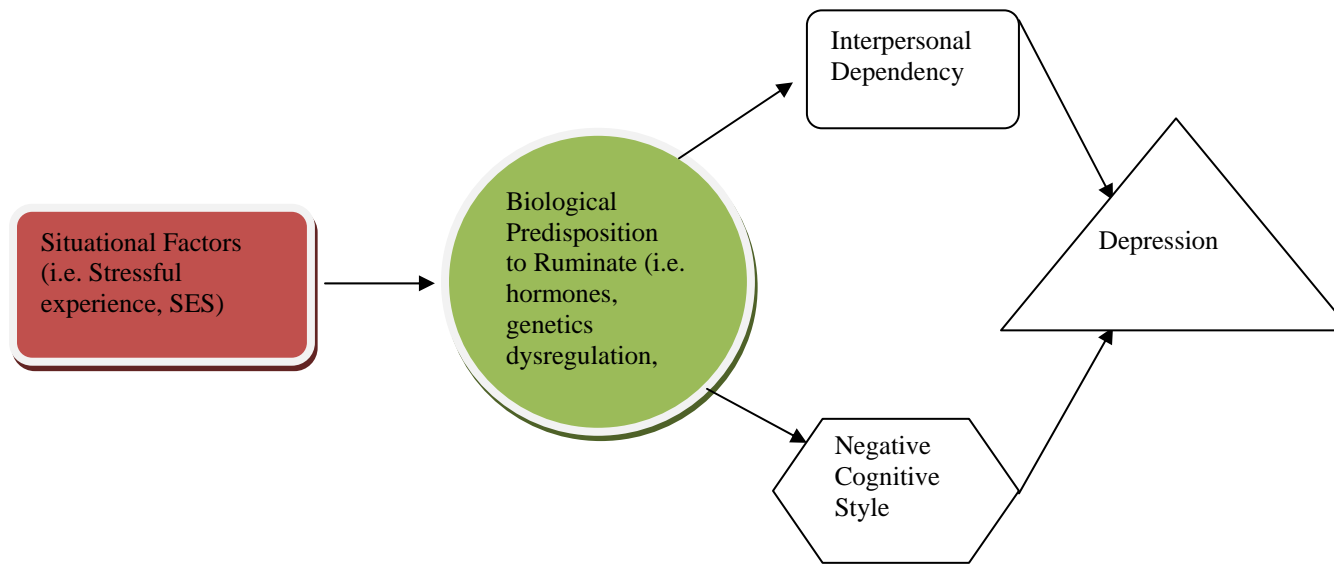 Situational Factors
(i.e. Stressful
experience, SES)
Biological
Predisposition
to Ruminate (i.e.
hormones,
genetics
dysregulation,
Interpersonal
Dependency
Negative
Cognitive
Style
Depression